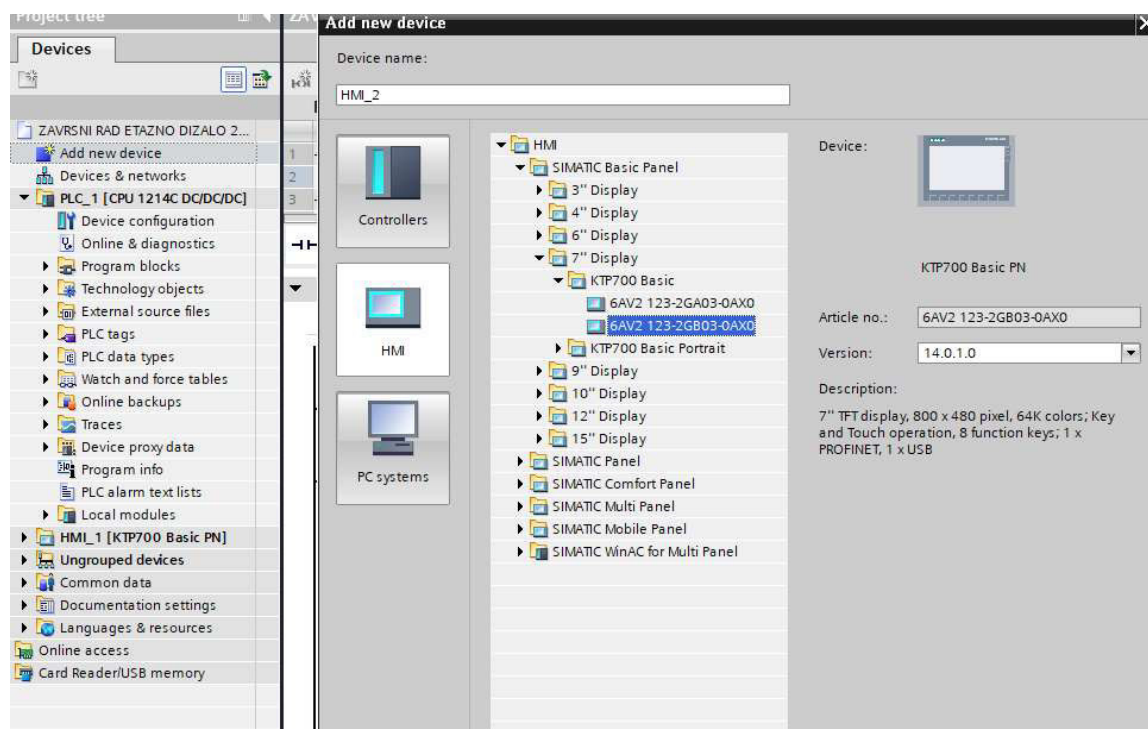 Project tree
Devices
ZAVRSNI RAD ETAZNO DIZALO 2...
Add new device
Devices & networks
PLC_1 [CPU 1214C DC/DC/DC]
Device configuration
Online & diagnostics
Program blocks
Technology objects
External source files
PLC tags
PLC data types
Watch and force tables
Online backups
Traces
Device proxy data
Program info
PLC alarm text lists
Local modules
HMI_1 [KTP700 Basic PN]
Ungrouped devices
Common data
Documentation settings
Languages & resources
Online access
Card Reader/USB memory
1
2
3
Add new device
Device name:
HMI_2
Controllers
HMI
PC systems
HMI
SIMATIC Basic Panel
3'' Display
4'' Display
6'' Display
7'' Display
KTP700 Basic
6AV2 123-2GA03-0AX0
6AV2 123-2GB03-0AX0
KTP700 Basic Portrait
9'' Display
10'' Display
12'' Display
15'' Display
SIMATIC Panel
SIMATIC Comfort Panel
SIMATIC Multi Panel
SIMATIC Mobile Panel
SIMATIC WinAC for Multi Panel
Device:
KTP700 Basic PN
Article no.: 6AV2 123-2GB03-0AX0
Version: 14.0.1.0
Description:
7'' TFT display, 800 x 480 pixel, 64K colors; Key
and Touch operation, 8 function keys; 1 x
PROFINET, 1 x USB